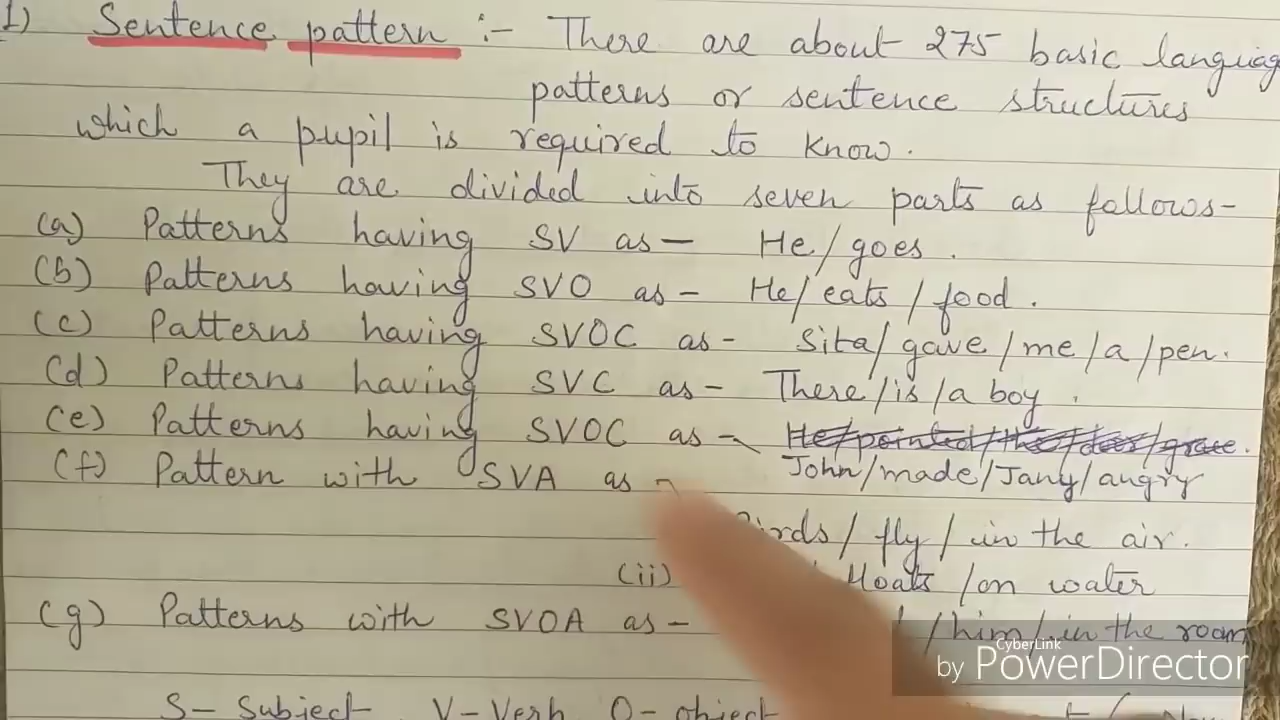 1) Sentence pattern :- There are about 275 basic languag
patterns or sentence structures
which a pupil is required to know.
They are divided into seven parts as follows-
(a) Patterns having SV as- He/goes.
(b) Patterns having SVO as- He/eats/food.
(c) Patterns having SVOC as- Sita/gave/me/a/pen.
(d) Patterns having SVC as- There/is/a boy.
(e) Patterns having SVOC as-
John/made/Jany/angry
(f) Pattern with SVA as
Birds/fly/in the air.
(ii) floats/on water
(g) Patterns with SVOA as- /him/in the room
S- Subject V- Verb O- object
CyberLink
by PowerDirector